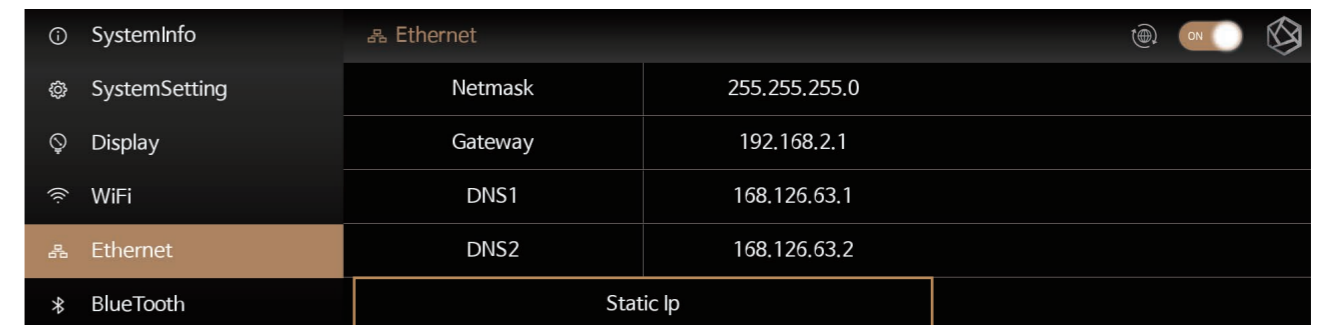 SystemInfo
SystemSetting
Display
WiFi
Ethernet
BlueTooth
Ethernet
ON
Netmask 255.255.255.0
Gateway 192.168.2.1
DNS1 168.126.63.1
DNS2 168.126.63.2
Static Ip